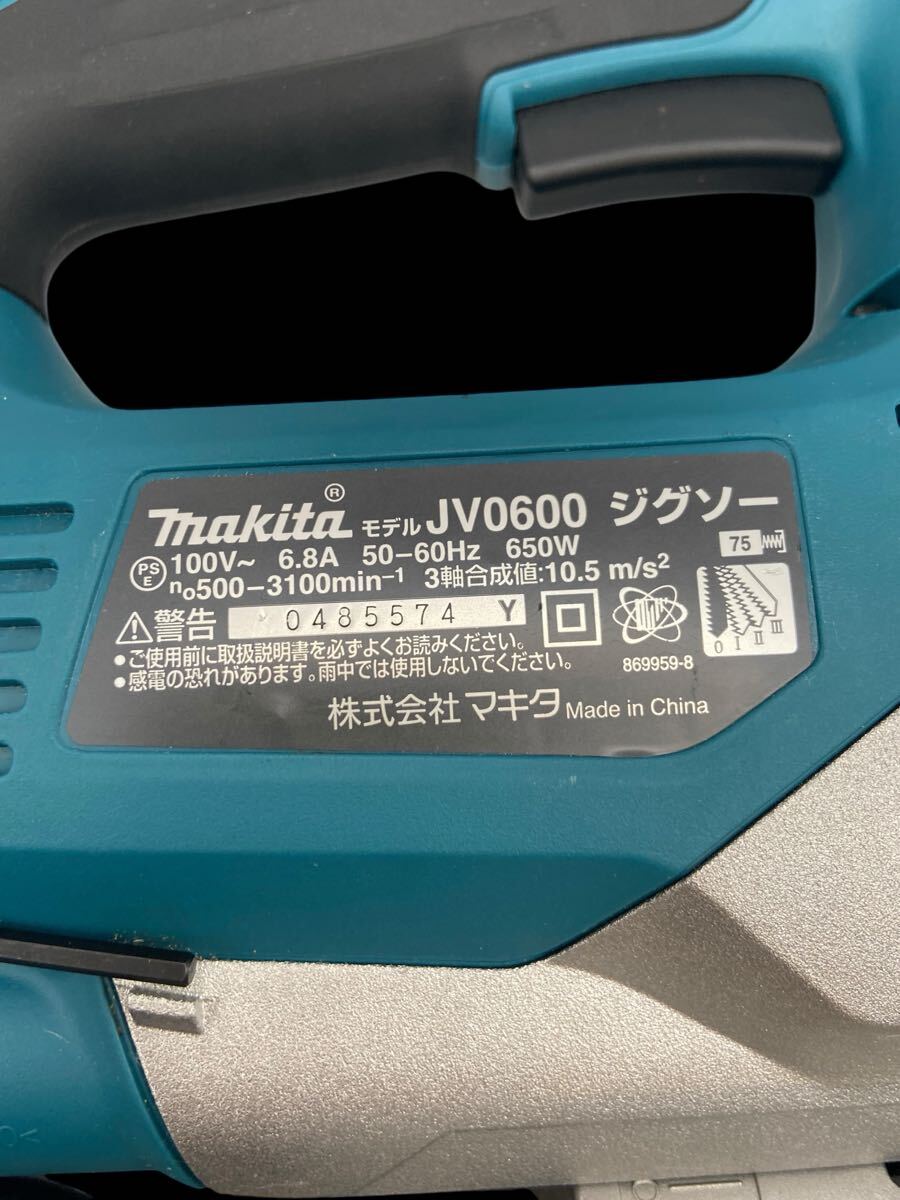 makita® モデル JV0600 ジグソー
PS E 100V~ 6.8A 50-60Hz 650W
75
n₀500-3100min⁻¹ 3軸合成値:10.5 m/s²
⚠警告 0485574 Y
0 I II III
869959-8
•ご使用前に取扱説明書を必ずよくお読みください。
•感電の恐れがあります。雨中では使用しないでください。
株式会社 マキタ Made in China